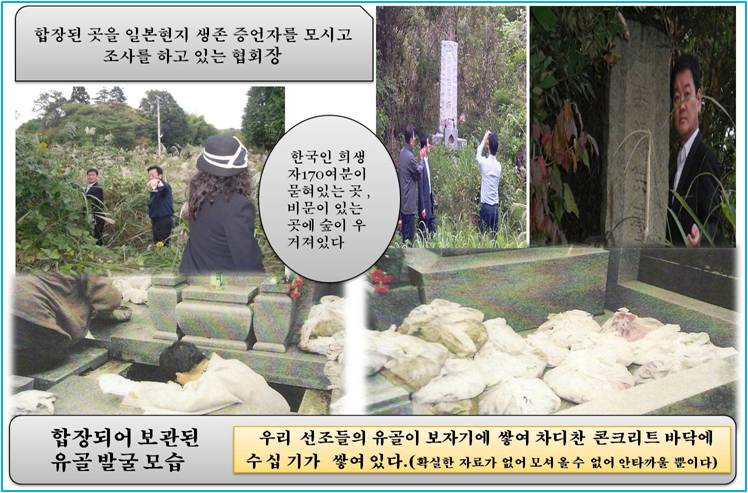 합장된 곳을 일본현지 생존 증언자를 모시고
조사를 하고 있는 협회장
한국인 희생
자170여분이
묻혀있는 곳 ,
비문이 있는
곳에 숲이 우
거져있다
합장되어 보관된
유골 발굴 모습
우리 선조들의 유골이 보자기에 쌓여 차디찬 콘크리트 바닥에
수 십 기가 쌓여 있다.(확실한 자료가 없어 모셔 올 수 없어 안타까울 뿐이다)